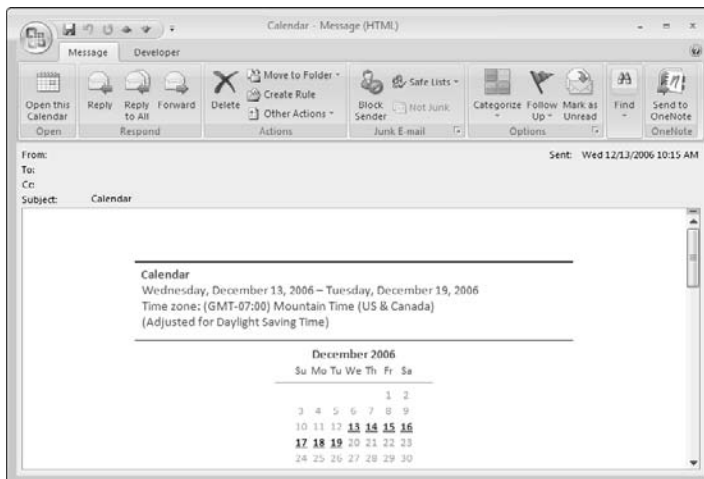 Calendar - Message (HTML)
Message Developer
Open this Calendar
Open
Reply
Reply to All
Forward
Respond
Delete
Move to Folder
Create Rule
Other Actions
Actions
Block Sender
Safe Lists
Not Junk
Junk E-mail
Categorize
Follow Up
Mark as Unread
Options
Find
Send to OneNote
OneNote
From:
Sent: Wed 12/13/2006 10:15 AM
To:
Cc:
Subject: Calendar
Calendar
Wednesday, December 13, 2006 – Tuesday, December 19, 2006
Time zone: (GMT-07:00) Mountain Time (US & Canada)
(Adjusted for Daylight Saving Time)
December 2006
Su Mo Tu We Th Fr Sa
1 2
3 4 5 6 7 8 9
10 11 12 13 14 15 16
17 18 19 20 21 22 23
24 25 26 27 28 29 30